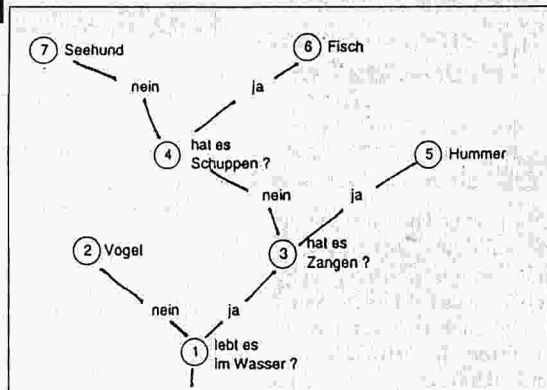 7 Seehund
6 Fisch
nein
ja
4 hat es
Schuppen ?
5 Hummer
nein
ja
2 Vogel
3 hat es
Zangen ?
nein
ja
1 lebt es
im Wasser ?